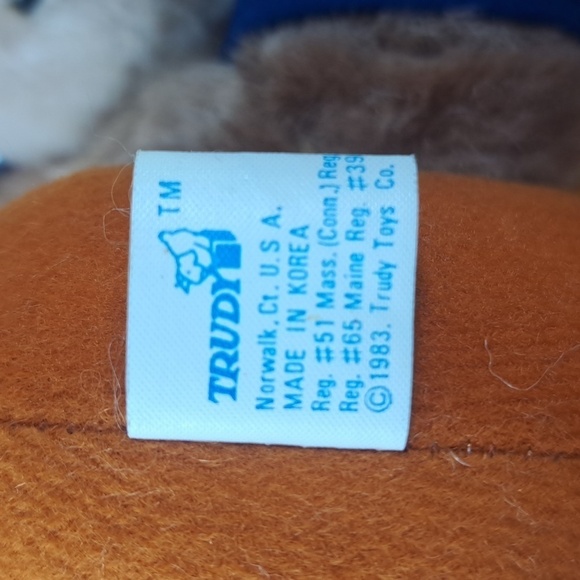 TRUDY TM
Norwalk, Ct. U.S.A.
MADE IN KOREA
Reg. #51 Mass. (Conn.) Reg
Reg. #65 Maine Reg. #39
©1983. Trudy Toys Co.